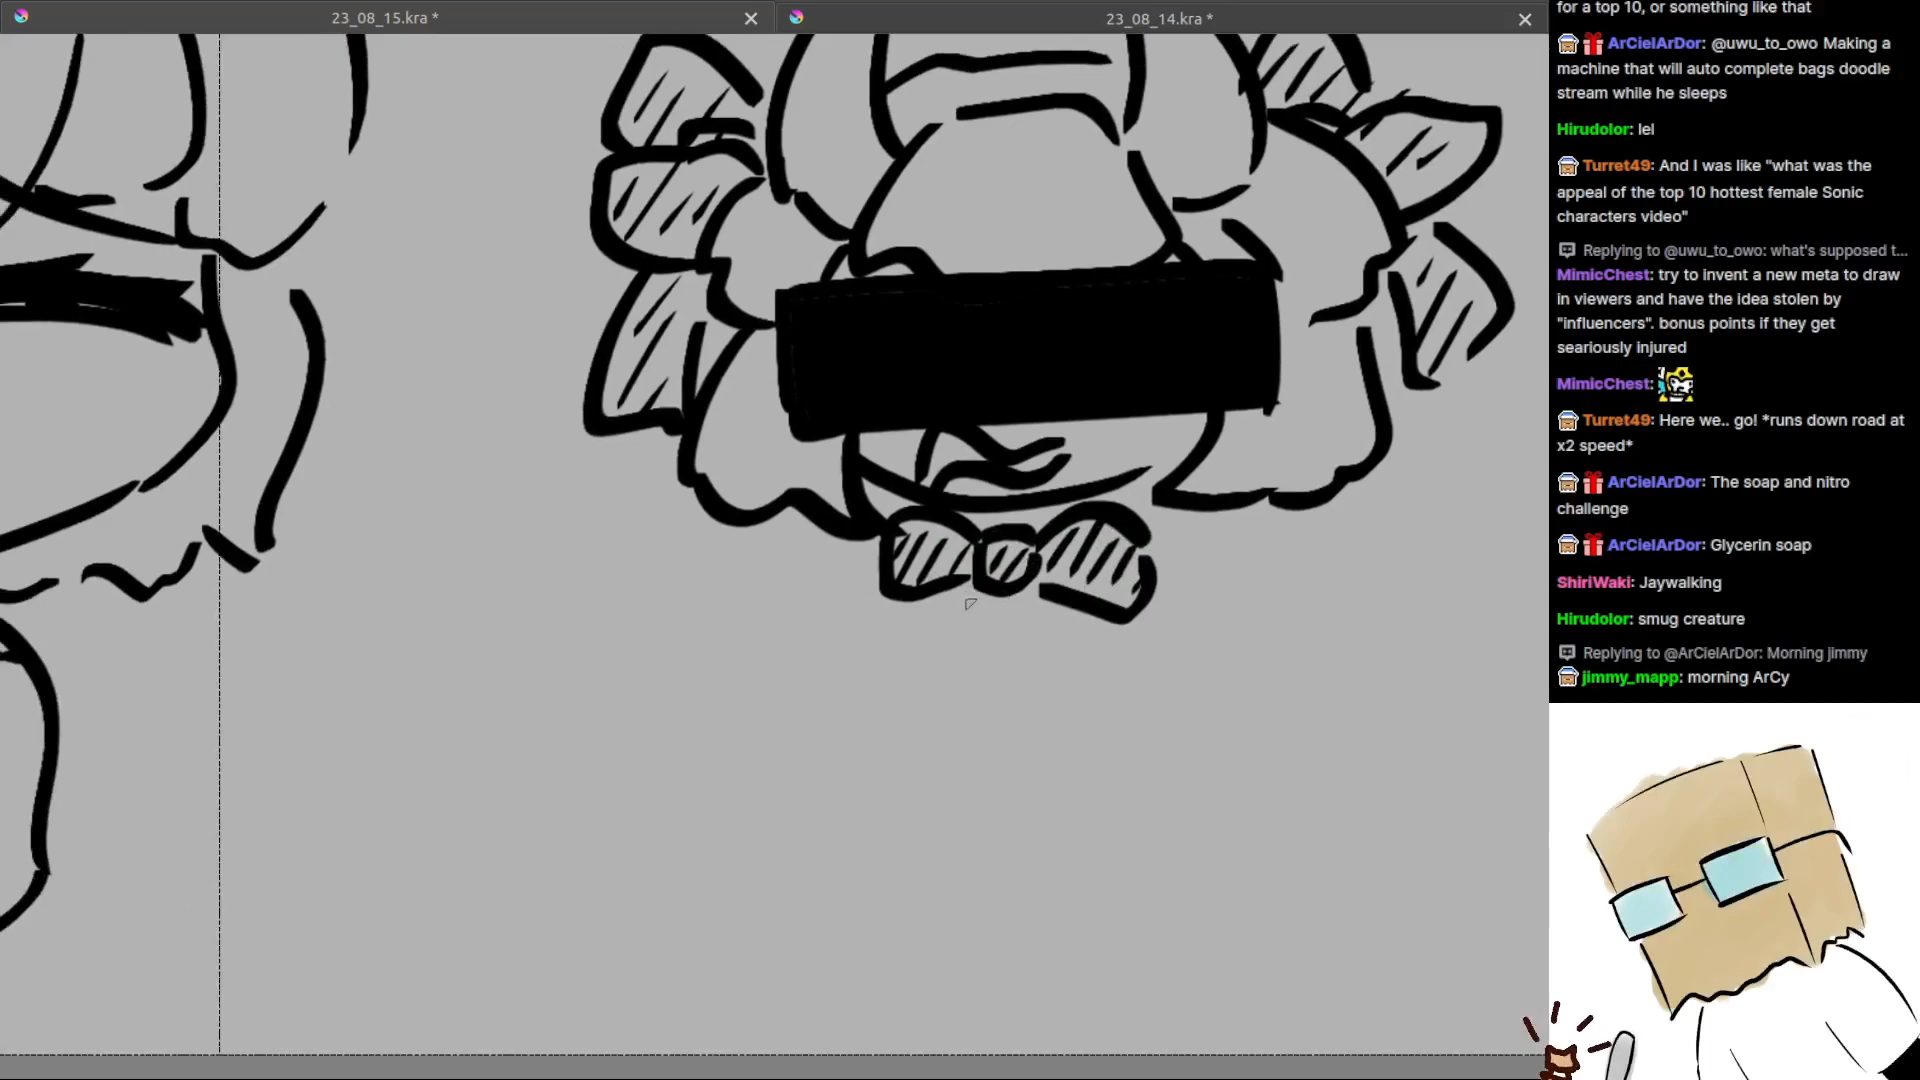 23_08_15.kra *
23_08_14.kra *
for a top 10, or something like that
ArCielArDor: @uwu_to_owo Making a
machine that will auto complete bags doodle
stream while he sleeps
Hirudolor: lel
Turret49: And I was like "what was the
appeal of the top 10 hottest female Sonic
characters video"
Replying to @uwu_to_owo: what's supposed t...
MimicChest: try to invent a new meta to draw
in viewers and have the idea stolen by
"influencers". bonus points if they get
seariously injured
MimicChest:
Turret49: Here we.. go! *runs down road at
x2 speed*
ArCielArDor: The soap and nitro
challenge
ArCielArDor: Glycerin soap
ShiriWaki: Jaywalking
Hirudolor: smug creature
Replying to @ArCielArDor: Morning jimmy
jimmy_mapp: morning ArCy